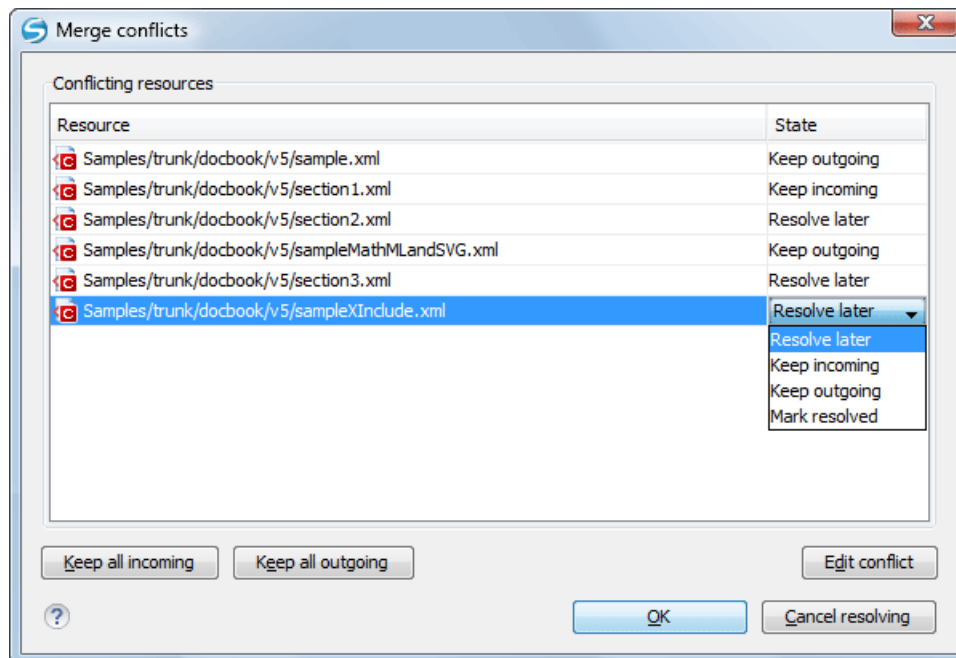 Merge conflicts
Conflicting resources
Resource State
Samples/trunk/docbook/v5/sample.xml Keep outgoing
Samples/trunk/docbook/v5/section1.xml Keep incoming
Samples/trunk/docbook/v5/section2.xml Resolve later
Samples/trunk/docbook/v5/sampleMathMLandSVG.xml Keep outgoing
Samples/trunk/docbook/v5/section3.xml Resolve later
Samples/trunk/docbook/v5/sampleXInclude.xml Resolve later
Resolve later
Keep incoming
Keep outgoing
Mark resolved
Keep all incoming Keep all outgoing Edit conflict
? OK Cancel resolving